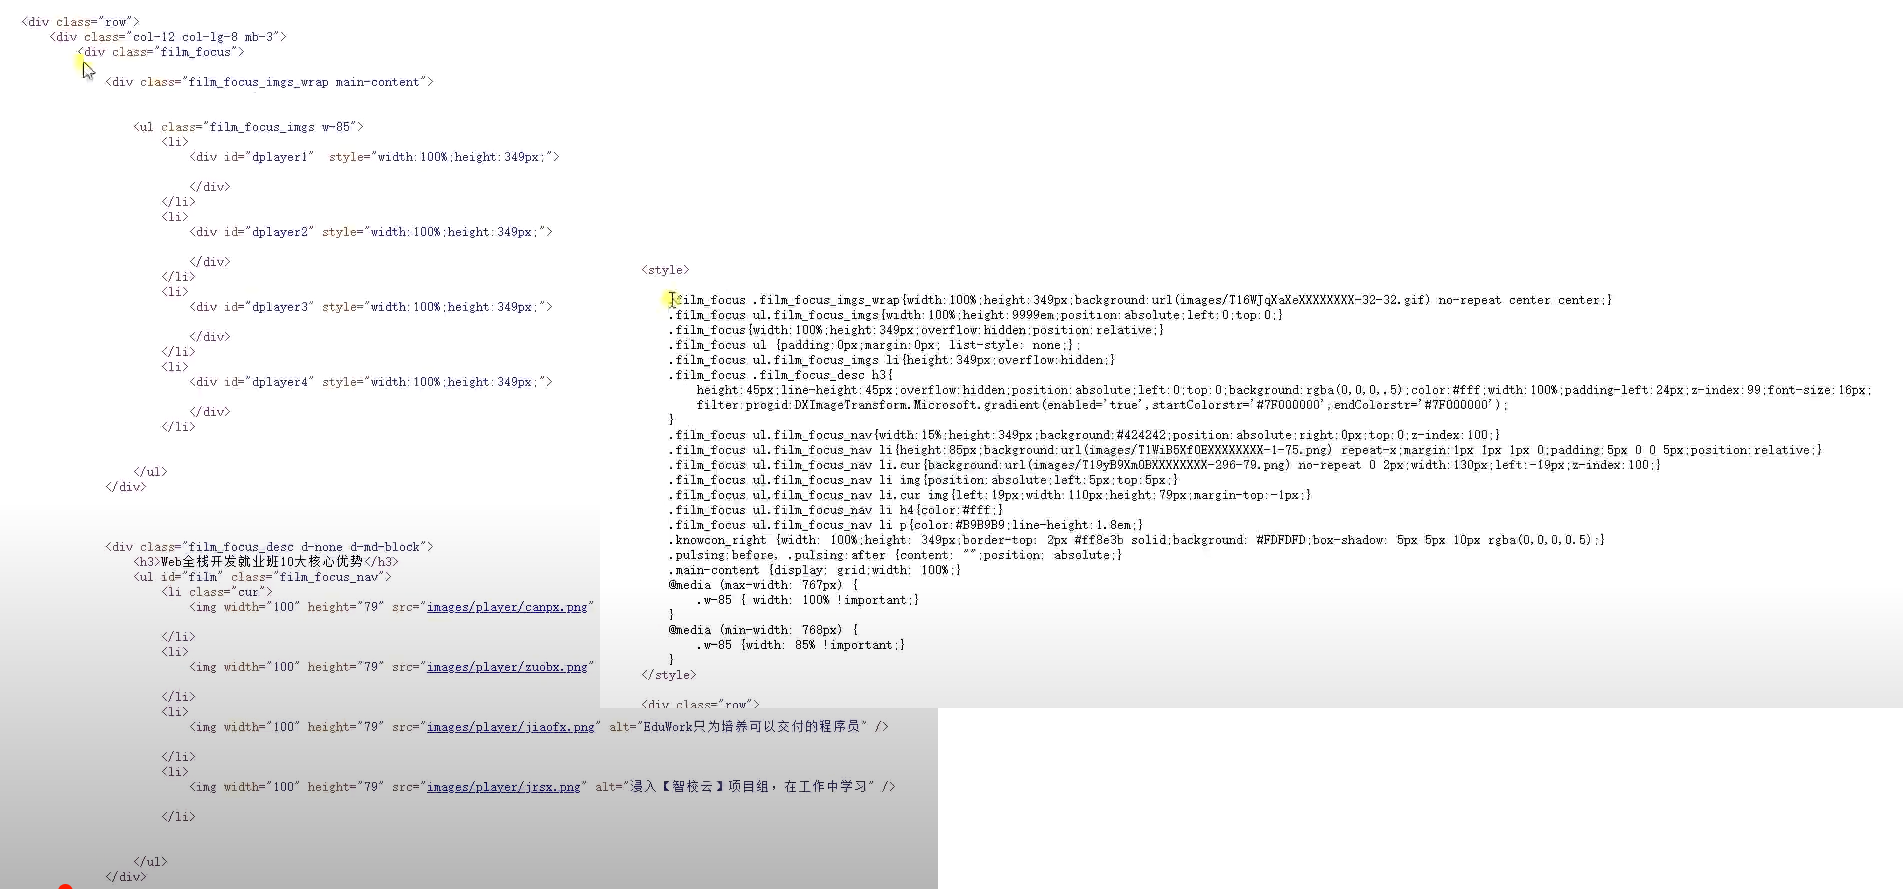 <div class="row">
<div class="col-12 col-lg-8 mb-3">
<div class="film_focus">
<div class="film_focus_imgs_wrap main-content">
<ul class="film_focus_imgs w-85">
<li>
<div id="dplayer1"  style="width:100%;height:349px;">
</div>
</li>
<li>
<div id="dplayer2" style="width:100%;height:349px;">
</div>
</li>
<li>
<div id="dplayer3" style="width:100%;height:349px;">
</div>
</li>
<li>
<div id="dplayer4" style="width:100%;height:349px;">
</div>
</li>
</ul>
</div>
<div class="film_focus_desc d-none d-md-block">
<h3>Web全栈开发就业班10大核心优势</h3>
<ul id="film" class="film_focus_nav">
<li class="cur">
<img width="100" height="79" src="images/player/canpx.png"
</li>
<li>
<img width="100" height="79" src="images/player/zuobx.png"
</li>
<li>
<img width="100" height="79" src="images/player/jiaofx.png" alt="EduWork只为培养可以交付的程序员" />
</li>
<li>
<img width="100" height="79" src="images/player/jrsx.png" alt="浸入【智校云】项目组，在工作中学习" />
</li>
</ul>
</div>
<style>
.film_focus .film_focus_imgs_wrap{width:100%;height:349px;background:url(images/T16WJqXaXeXXXXXXXX-32-32.gif) no-repeat center center;}
.film_focus ul.film_focus_imgs{width:100%;height:9999em;position:absolute;left:0;top:0;}
.film_focus{width:100%;height:349px;overflow:hidden;position:relative;}
.film_focus ul {padding:0px;margin:0px; list-style: none;};
.film_focus ul.film_focus_imgs li{height:349px;overflow:hidden;}
.film_focus .film_focus_desc h3{
height:45px;line-height:45px;overflow:hidden;position:absolute;left:0;top:0;background:rgba(0,0,0,.5);color:#fff;width:100%;padding-left:24px;z-index:99;font-size:16px;
filter:progid:DXImageTransform.Microsoft.gradient(enabled='true',startColorstr='#7F000000',endColorstr='#7F000000');
}
.film_focus ul.film_focus_nav{width:15%;height:349px;background:#424242;position:absolute;right:0px;top:0;z-index:100;}
.film_focus ul.film_focus_nav li{height:85px;background:url(images/T1WiB5XfOEXXXXXXXX-1-75.png) repeat-x;margin:1px 1px 1px 0;padding:5px 0 0 5px;position:relative;}
.film_focus ul.film_focus_nav li.cur{background:url(images/T19yB9XmOBXXXXXXXX-296-79.png) no-repeat 0 2px;width:130px;left:-19px;z-index:100;}
.film_focus ul.film_focus_nav li img{position:absolute;left:5px;top:5px;}
.film_focus ul.film_focus_nav li.cur img{left:19px;width:110px;height:79px;margin-top:-1px;}
.film_focus ul.film_focus_nav li h4{color:#fff;}
.film_focus ul.film_focus_nav li p{color:#B9B9B9;line-height:1.8em;}
.knowcon_right {width: 100%;height: 349px;border-top: 2px #ff8e3b solid;background: #FDFDFD;box-shadow: 5px 5px 10px rgba(0,0,0,0.5);}
.pulsing:before, .pulsing:after {content: "";position: absolute;}
.main-content {display: grid;width: 100%;}
@media (max-width: 767px) {
.w-85 { width: 100% !important;}
}
@media (min-width: 768px) {
.w-85 {width: 85% !important;}
}
</style>
<div class="row">